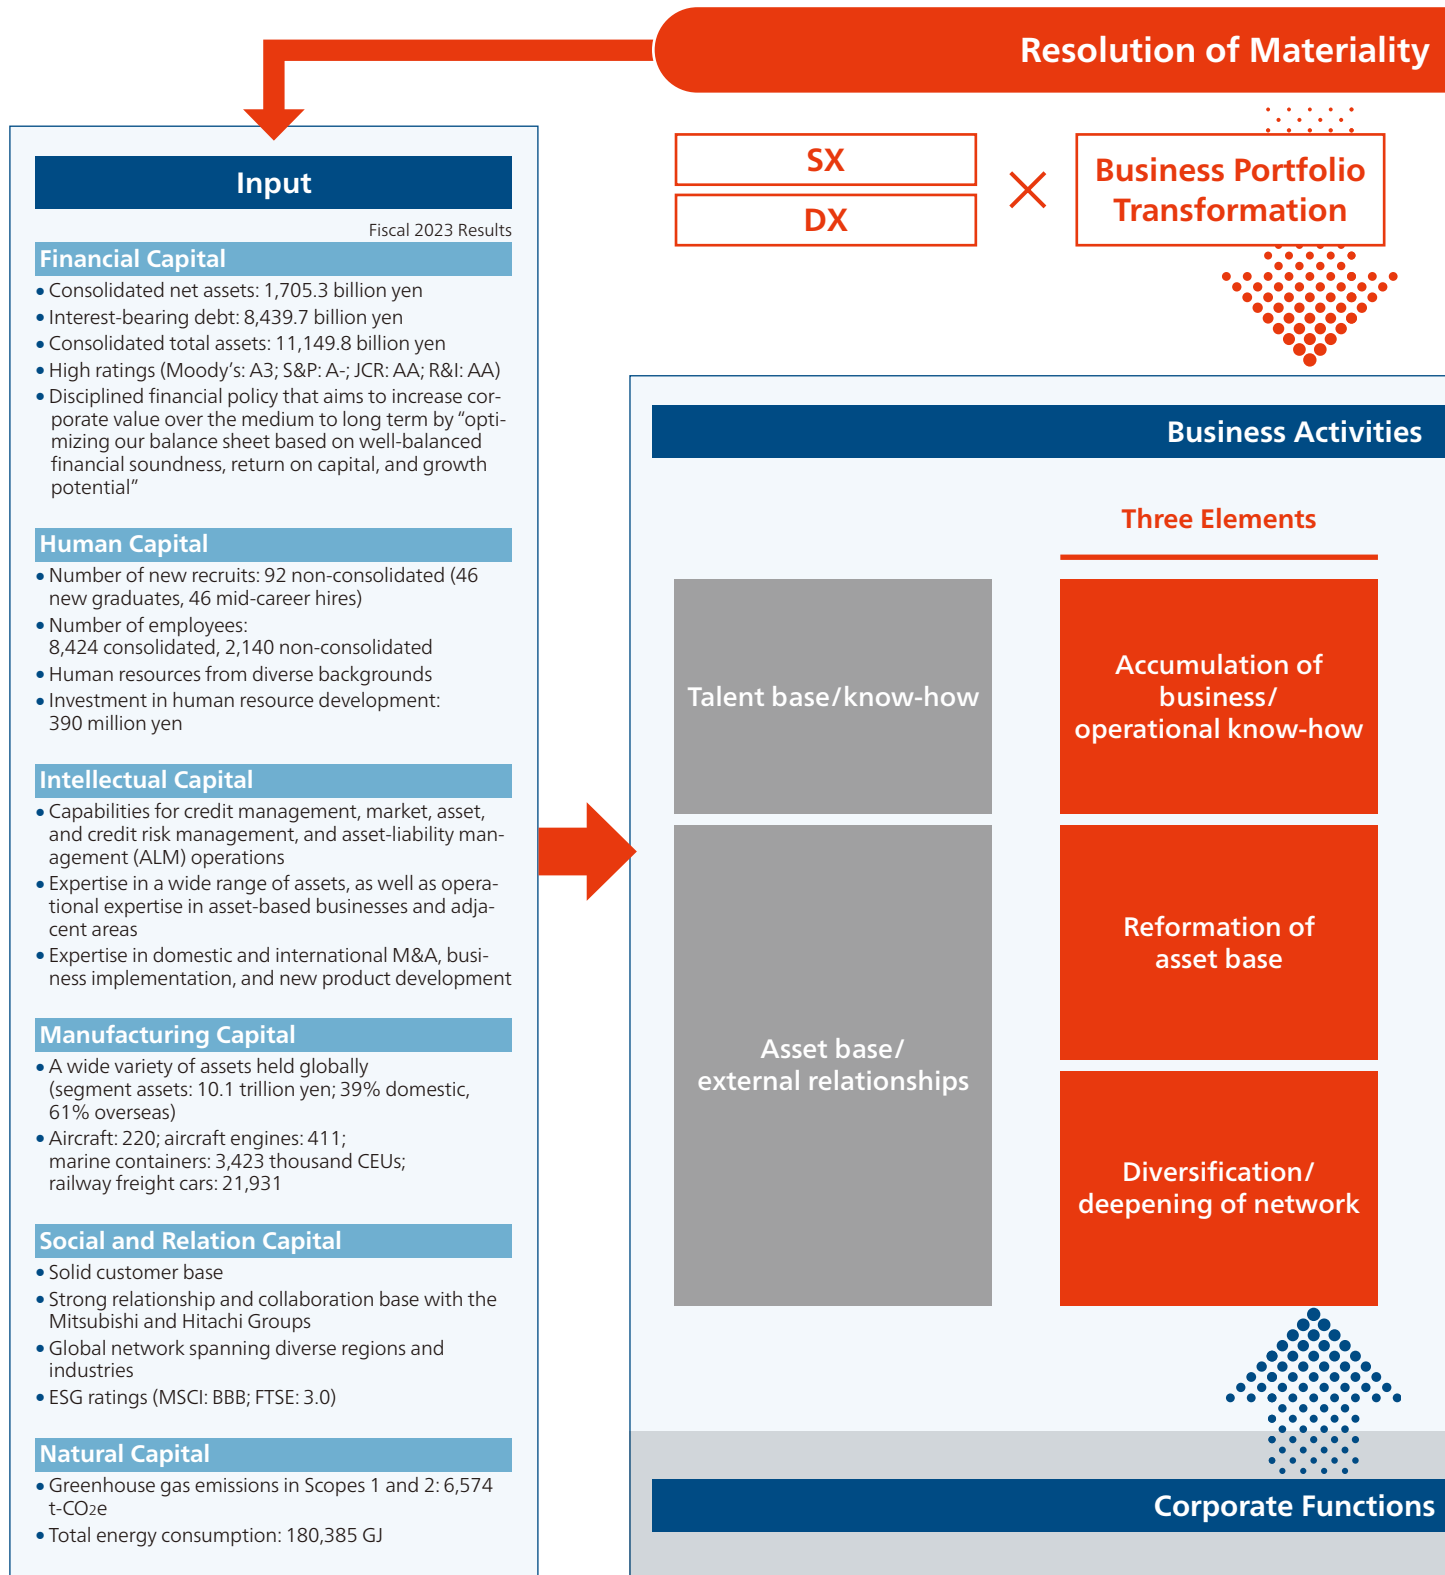 Resolution of Materiality
Input
Fiscal 2023 Results
Financial Capital
• Consolidated net assets: 1,705.3 billion yen
• Interest-bearing debt: 8,439.7 billion yen
• Consolidated total assets: 11,149.8 billion yen
• High ratings (Moody's: A3; S&P: A-; JCR: AA; R&I: AA)
• Disciplined financial policy that aims to increase cor-
porate value over the medium to long term by “opti-
mizing our balance sheet based on well-balanced
financial soundness, return on capital, and growth
potential”
Human Capital
• Number of new recruits: 92 non-consolidated (46
new graduates, 46 mid-career hires)
• Number of employees:
8,424 consolidated, 2,140 non-consolidated
• Human resources from diverse backgrounds
• Investment in human resource development:
390 million yen
Intellectual Capital
• Capabilities for credit management, market, asset,
and credit risk management, and asset-liability man-
agement (ALM) operations
• Expertise in a wide range of assets, as well as opera-
tional expertise in asset-based businesses and adja-
cent areas
• Expertise in domestic and international M&A, busi-
ness implementation, and new product development
Manufacturing Capital
• A wide variety of assets held globally
(segment assets: 10.1 trillion yen; 39% domestic,
61% overseas)
• Aircraft: 220; aircraft engines: 411;
marine containers: 3,423 thousand CEUs;
railway freight cars: 21,931
Social and Relation Capital
• Solid customer base
• Strong relationship and collaboration base with the
Mitsubishi and Hitachi Groups
• Global network spanning diverse regions and
industries
• ESG ratings (MSCI: BBB; FTSE: 3.0)
Natural Capital
• Greenhouse gas emissions in Scopes 1 and 2: 6,574
t-CO2e
• Total energy consumption: 180,385 GJ
SX
DX
×
Business Portfolio
Transformation
Business Activities
Three Elements
Talent base/know-how
Accumulation of
business/
operational know-how
Asset base/
external relationships
Reformation of
asset base
Diversification/
deepening of network
Corporate Functions